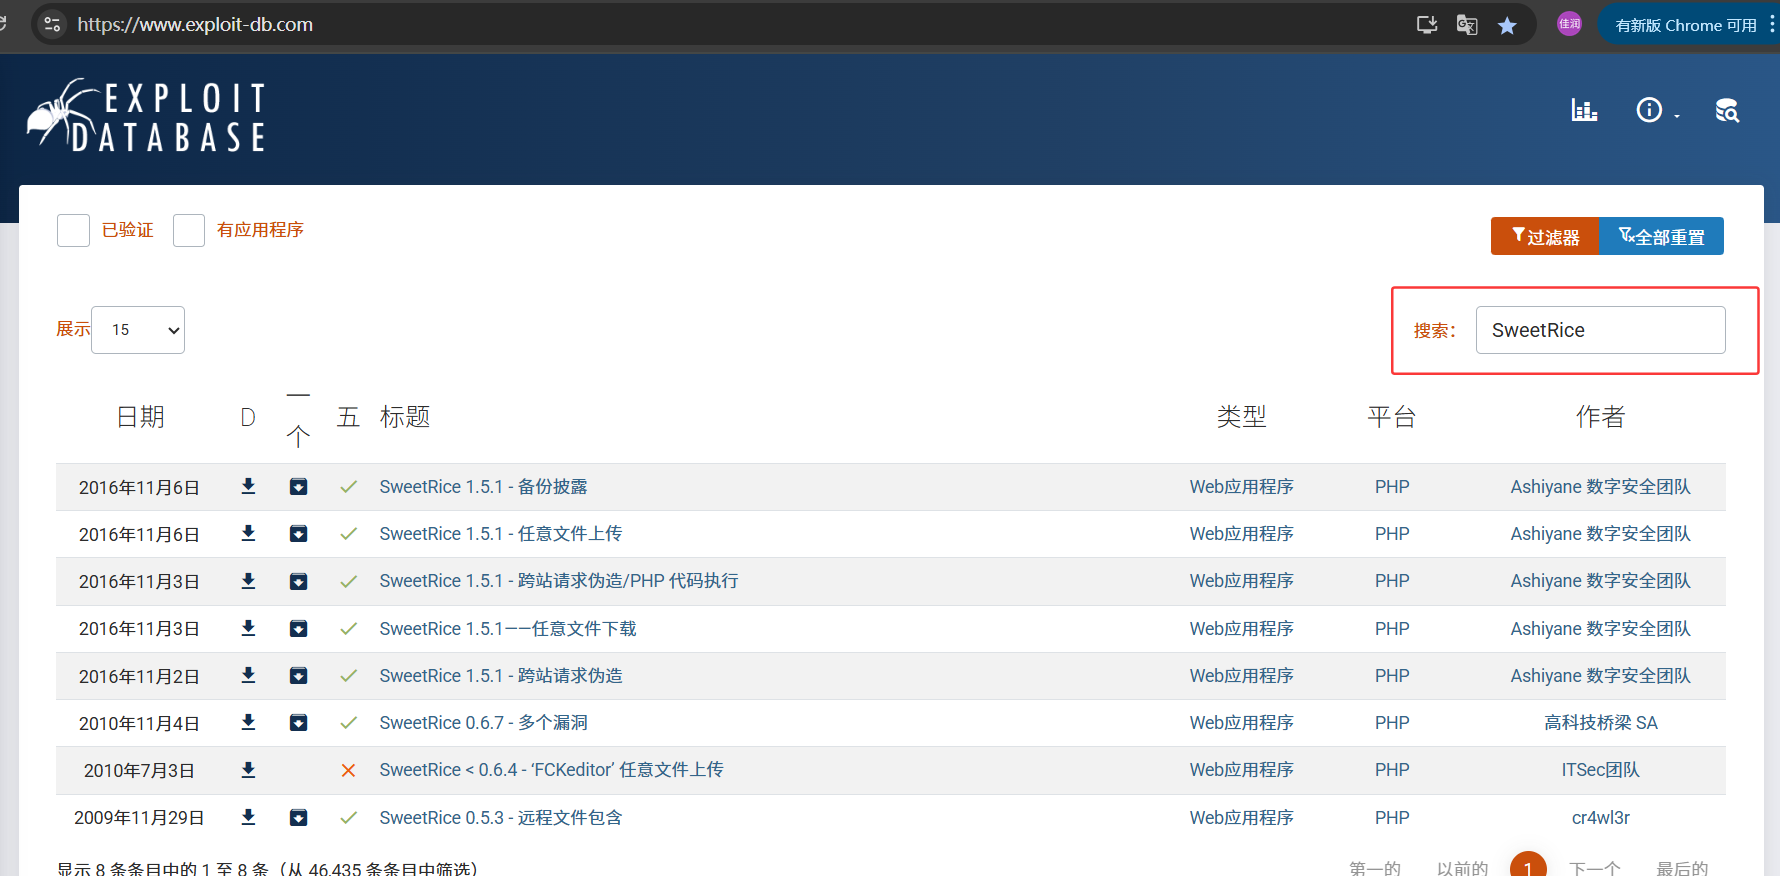 https://www.exploit-db.com
佳润
有新版 Chrome 可用
EXPLOIT
DATABASE
已验证 有应用程序
过滤器 全部重置
展示 15
搜索： SweetRice
日期 D 一个 五 标题 类型 平台 作者
2016年11月6日 SweetRice 1.5.1 - 备份披露 Web应用程序 PHP Ashiyane 数字安全团队
2016年11月6日 SweetRice 1.5.1 - 任意文件上传 Web应用程序 PHP Ashiyane 数字安全团队
2016年11月3日 SweetRice 1.5.1 - 跨站请求伪造/PHP 代码执行 Web应用程序 PHP Ashiyane 数字安全团队
2016年11月3日 SweetRice 1.5.1——任意文件下载 Web应用程序 PHP Ashiyane 数字安全团队
2016年11月2日 SweetRice 1.5.1 - 跨站请求伪造 Web应用程序 PHP Ashiyane 数字安全团队
2010年11月4日 SweetRice 0.6.7 - 多个漏洞 Web应用程序 PHP 高科技桥梁 SA
2010年7月3日 SweetRice < 0.6.4 - ‘FCKeditor’ 任意文件上传 Web应用程序 PHP ITSec团队
2009年11月29日 SweetRice 0.5.3 - 远程文件包含 Web应用程序 PHP cr4wl3r
显示 8 条条目中的 1 至 8 条（从 46,435 条条目中筛选） 第一的 以前的 1 下一个 最后的